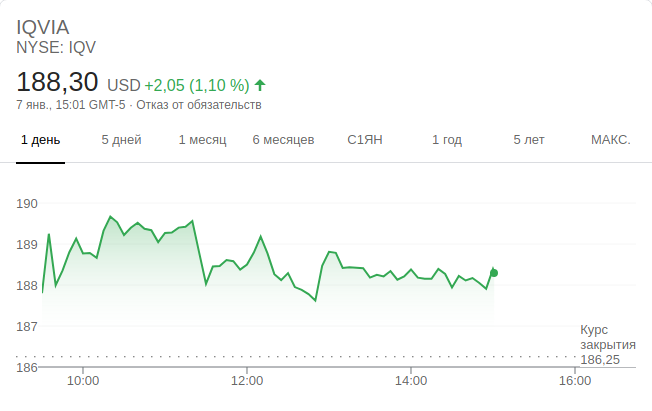 IQVIA
NYSE: IQV
188,30 USD +2,05 (1,10 %)
7 янв., 15:01 GMT-5 · Отказ от обязательств
1 день 5 дней 1 месяц 6 месяцев С1ЯН 1 год 5 лет МАКС.
190
189
188
187
186
Курс
закрытия
186,25
10:00 12:00 14:00 16:00